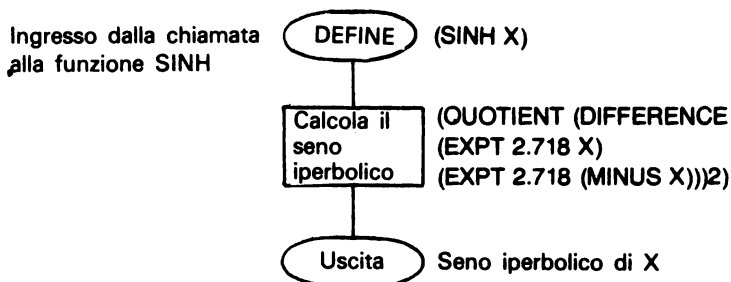 Ingresso dalla chiamata
alla funzione SINH
DEFINE
(SINH X)
Calcola il
seno
iperbolico
(QUOTIENT (DIFFERENCE
(EXPT 2.718 X)
(EXPT 2.718 (MINUS X)))2)
Uscita
Seno iperbolico di X